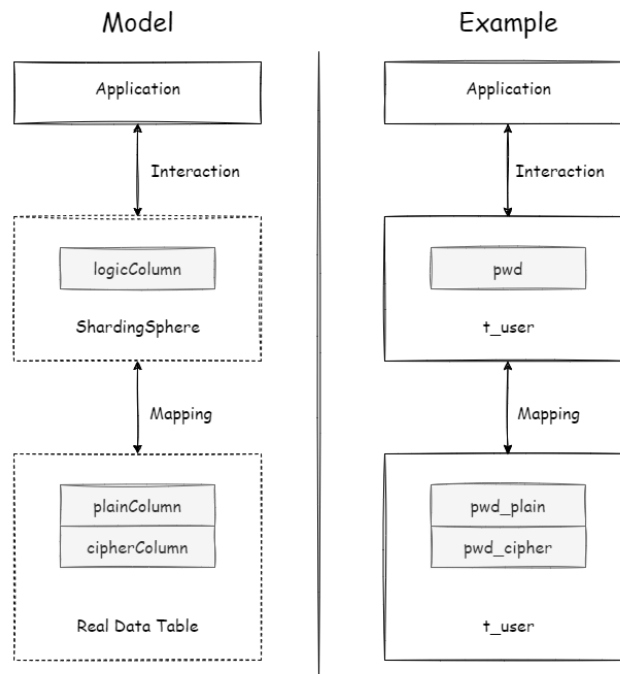 Model
Application
Interaction
logicColumn
ShardingSphere
Mapping
plainColumn
cipherColumn
Real Data Table
Example
Application
Interaction
pwd
t_user
Mapping
pwd_plain
pwd_cipher
t_user